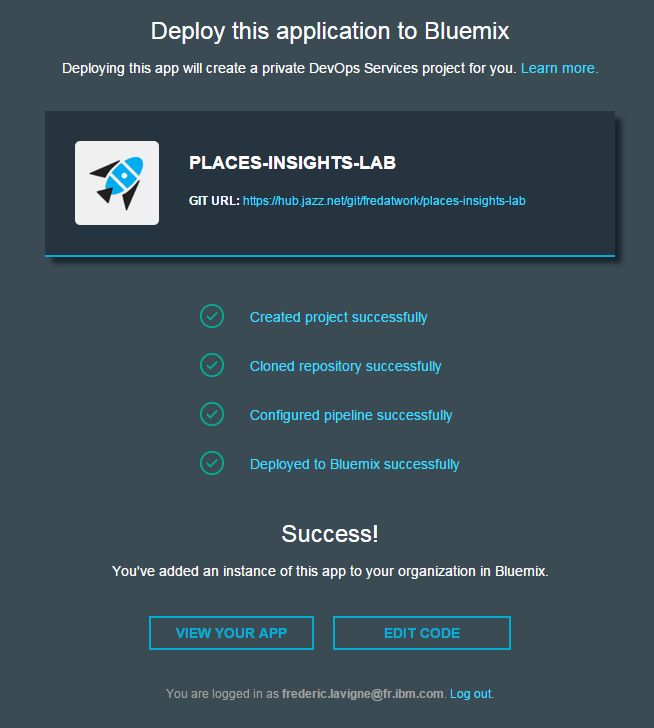 Deploy this application to Bluemix
Deploying this app will create a private DevOps Services project for you. Learn more.
PLACES-INSIGHTS-LAB
GIT URL: https://hub.jazz.net/git/fredatwork/places-insights-lab
Created project successfully
Cloned repository successfully
Configured pipeline successfully
Deployed to Bluemix successfully
Success!
You've added an instance of this app to your organization in Bluemix.
VIEW YOUR APP
EDIT CODE
You are logged in as frederic.lavigne@fr.ibm.com. Log out.